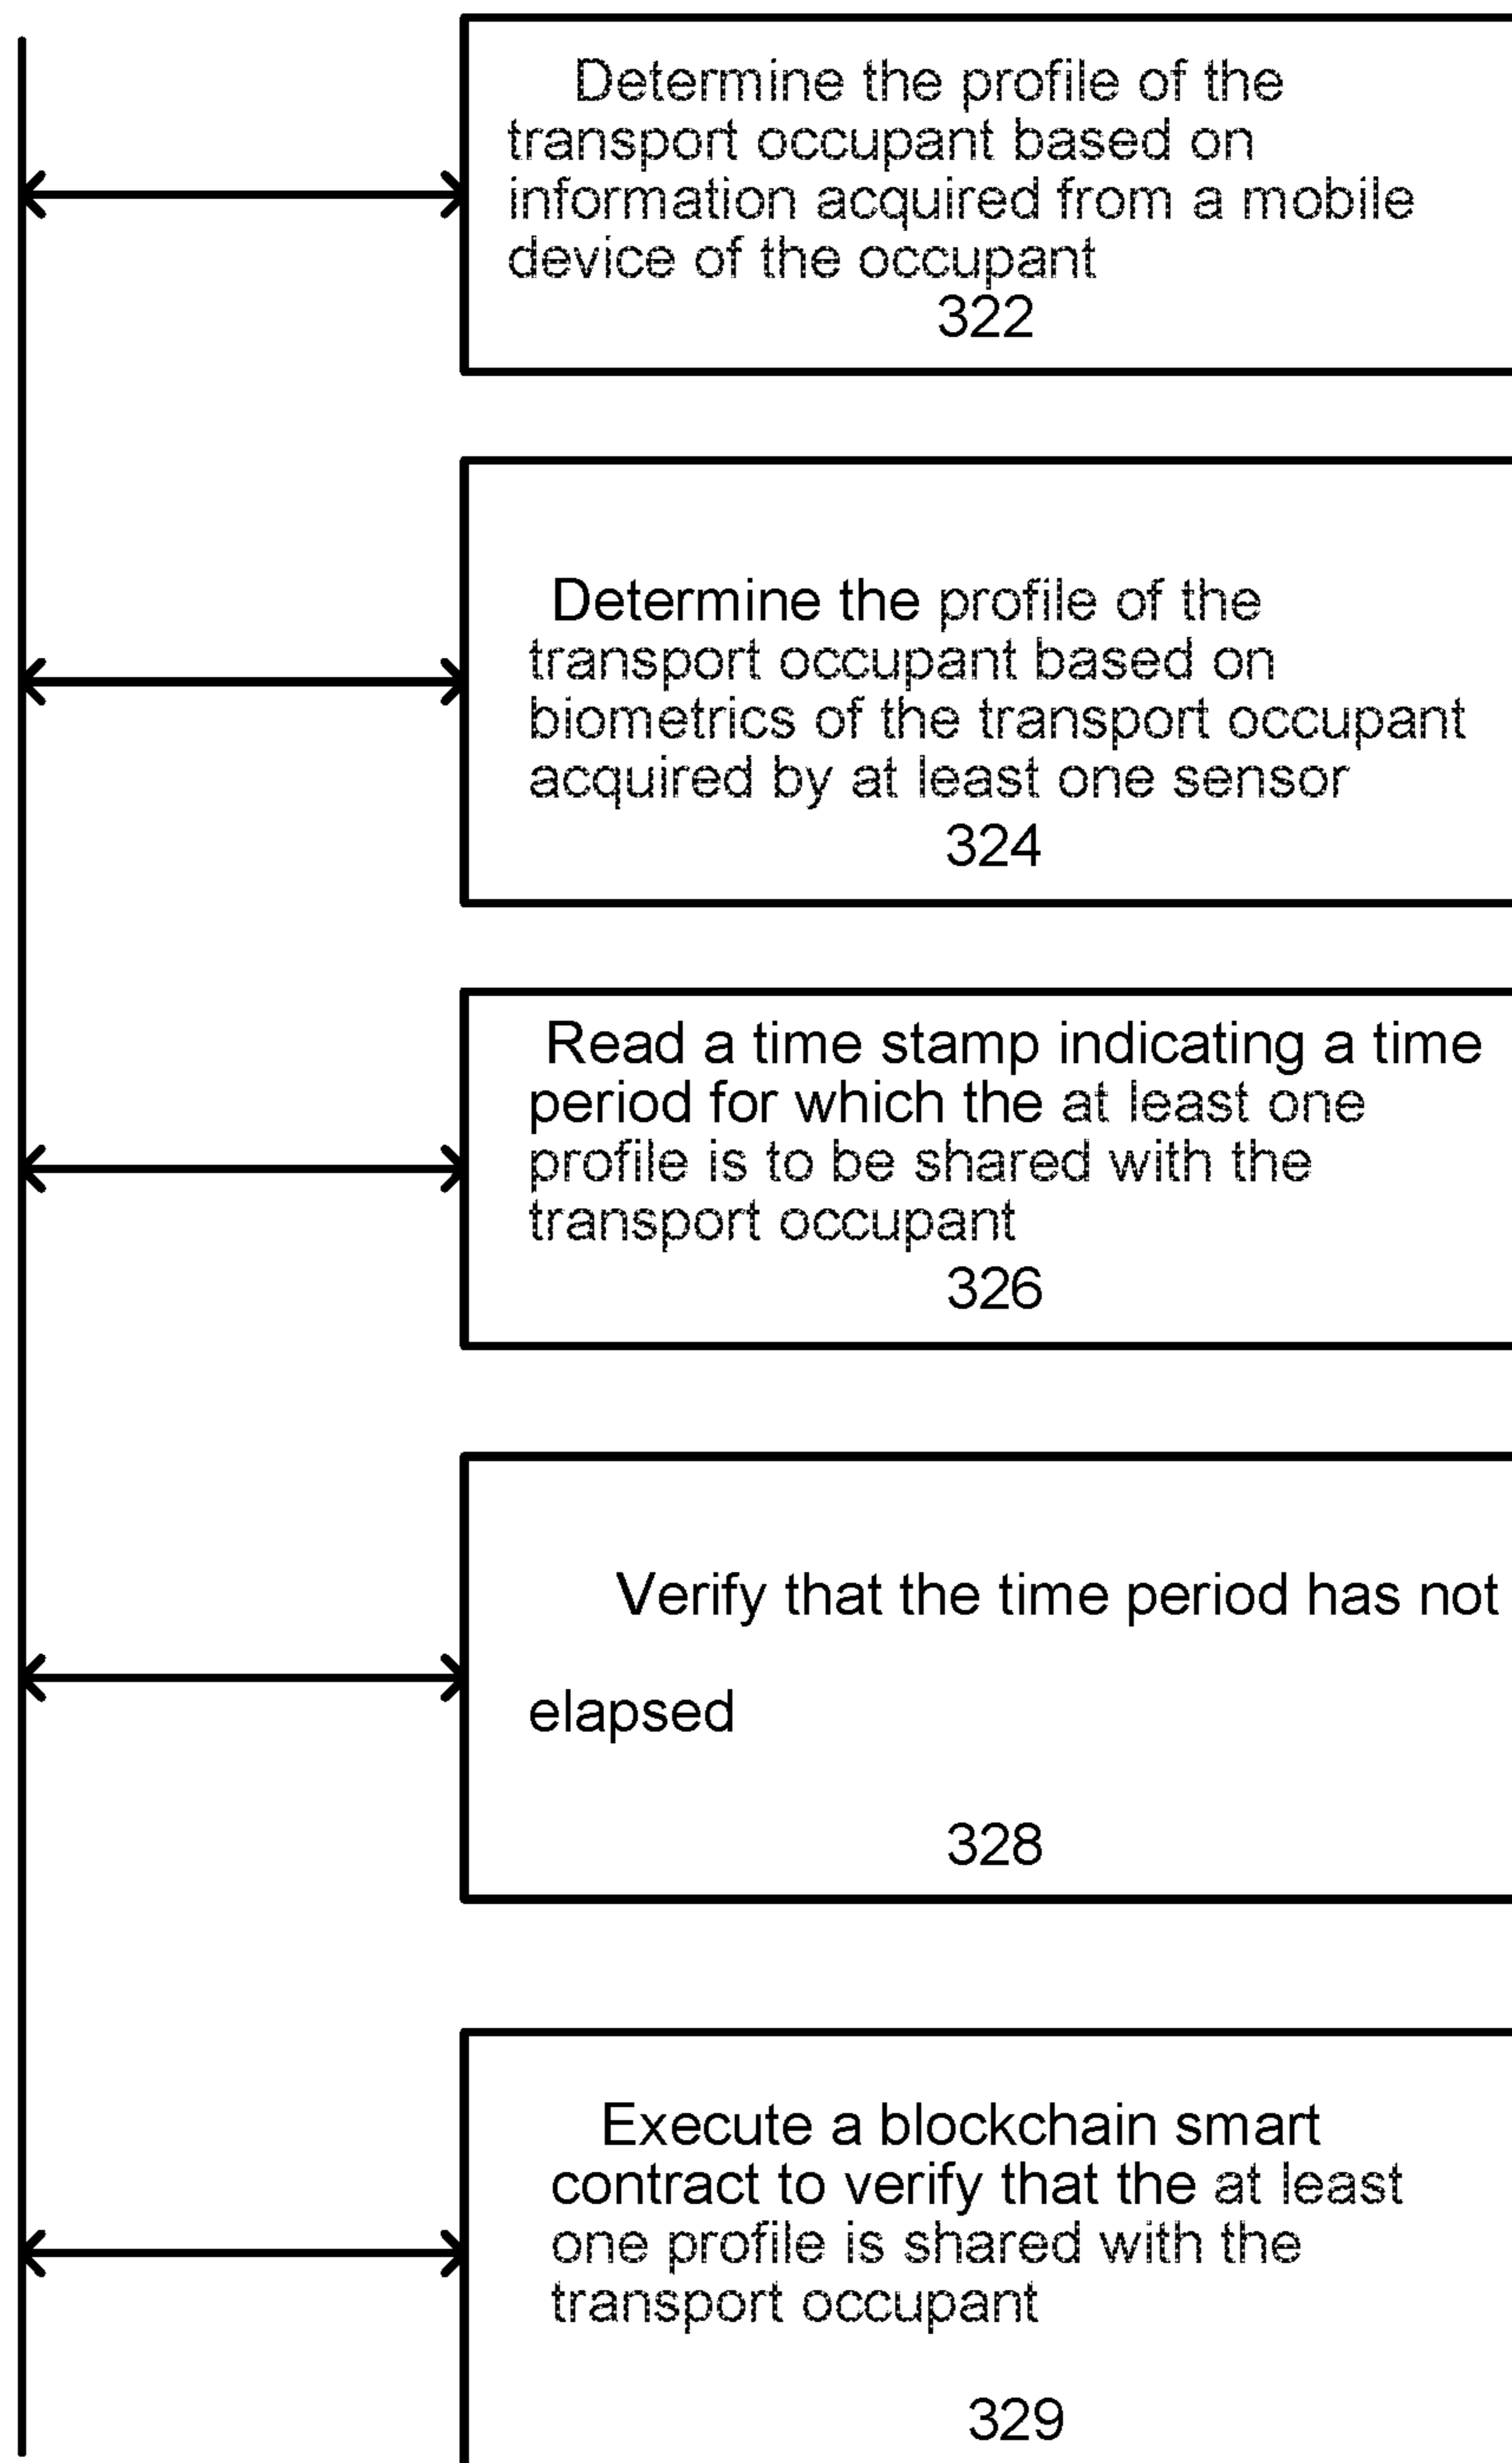 Determine the profile of the
transport occupant based on
information acquired from a mobile
device of the occupant
322
Determine the profile of the
transport occupant based on
biometrics of the transport occupant
acquired by at least one sensor
324
Read a time stamp indicating a time
period for which the at least one
profile is to be shared with the
transport occupant
326
Verify that the time period has not
elapsed
328
Execute a blockchain smart
contract to verify that the at least
one profile is shared with the
transport occupant
329